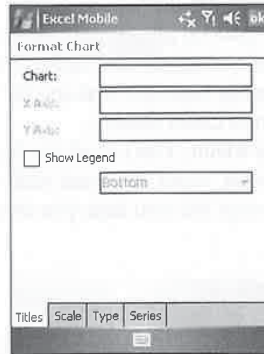 Excel Mobile ok
Format Chart
Chart:
X Axis:
Y Axis:
Show Legend
Bottom
Titles Scale Type Series